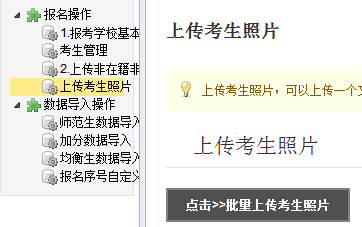 报名操作
1.报考学校基本
考生管理
2.上传非在籍非
上传考生照片
数据导入操作
师范生数据导入
加分数据导入
均衡生数据导入
报名序号自定义
上传考生照片
上传考生照片，可以上传一个文
上传考生照片
点击>>批量上传考生照片